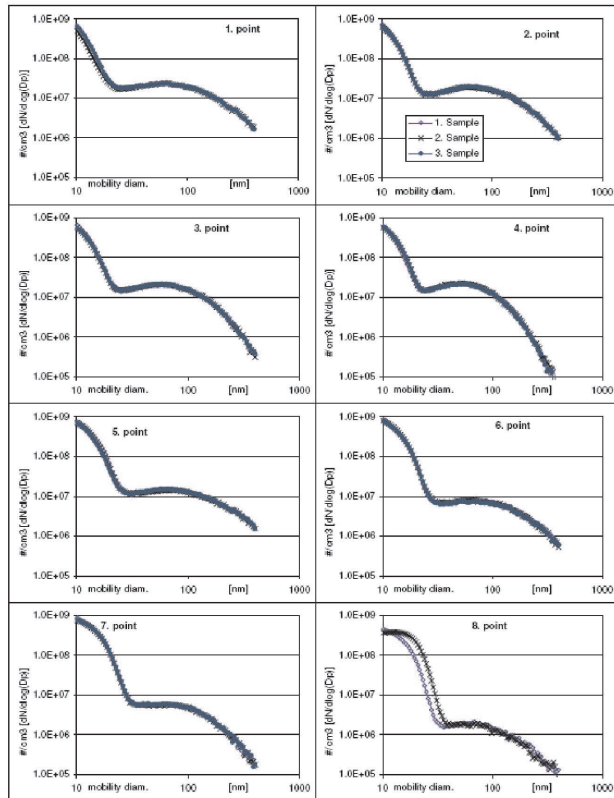 1. point
#/cm3 [dN/dlog(Dp)]
1.0E+09
1.0E+08
1.0E+07
1.0E+06
1.0E+05
10 mobility diam. 100 [nm] 1000
2. point
#/cm3 [dN/dlog(Dp)]
1.0E+09
1.0E+08
1.0E+07
1.0E+06
1.0E+05
1. Sample
2. Sample
3. Sample
10 mobility diam. 100 [nm] 1000
3. point
#/cm3 [dN/dlog(Dp)]
1.0E+09
1.0E+08
1.0E+07
1.0E+06
1.0E+05
10 mobility diam. 100 [nm] 1000
4. point
#/cm3 [dN/dlog(Dp)]
1.0E+09
1.0E+08
1.0E+07
1.0E+06
1.0E+05
10 mobility diam. 100 [nm] 1000
5. point
#/cm3 [dN/dlog(Dp)]
1.0E+09
1.0E+08
1.0E+07
1.0E+06
1.0E+05
10 mobility diam. 100 [nm] 1000
6. point
#/cm3 [dN/dlog(Dp)]
1.0E+09
1.0E+08
1.0E+07
1.0E+06
1.0E+05
10 mobility diam. 100 [nm] 1000
7. point
#/cm3 [dN/dlog(Dp)]
1.0E+09
1.0E+08
1.0E+07
1.0E+06
1.0E+05
10 mobility diam. 100 [nm] 1000
8. point
#/cm3 [dN/dlog(Dp)]
1.0E+09
1.0E+08
1.0E+07
1.0E+06
1.0E+05
10 mobility diam. 100 [nm] 1000